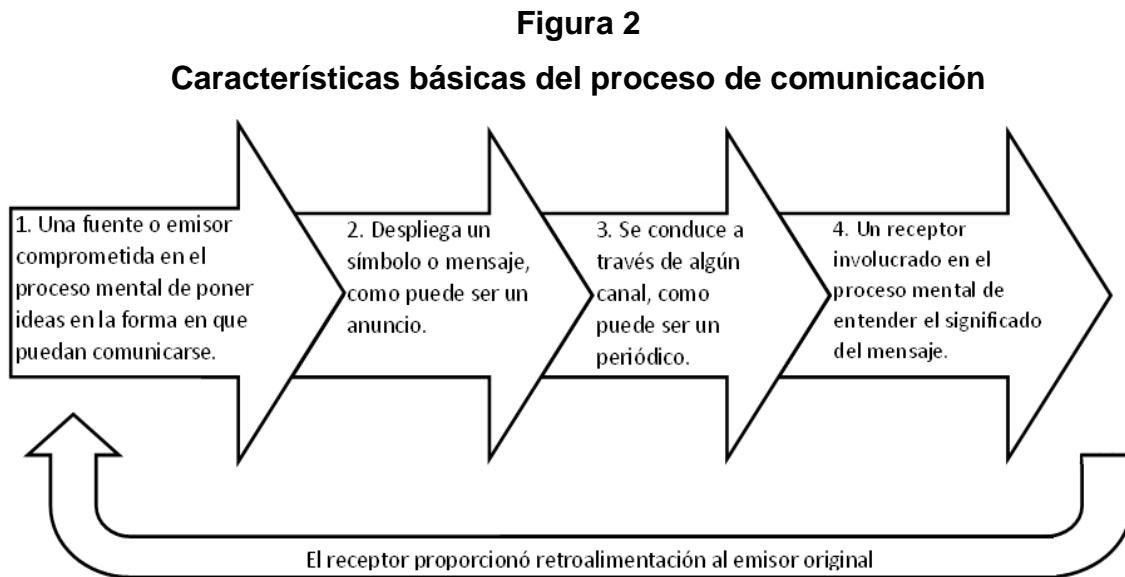 Figura 2
Características básicas del proceso de comunicación
1. Una fuente o emisor
comprometida en el
proceso mental de poner
ideas en la forma en que
puedan comunicarse.
2. Despliega un
símbolo o mensaje,
como puede ser un
anuncio.
3. Se conduce a
través de algún
canal, como
puede ser un
periódico.
4. Un receptor
involucrado en el
proceso mental de
entender el significado
del mensaje.
El receptor proporcionó retroalimentación al emisor original